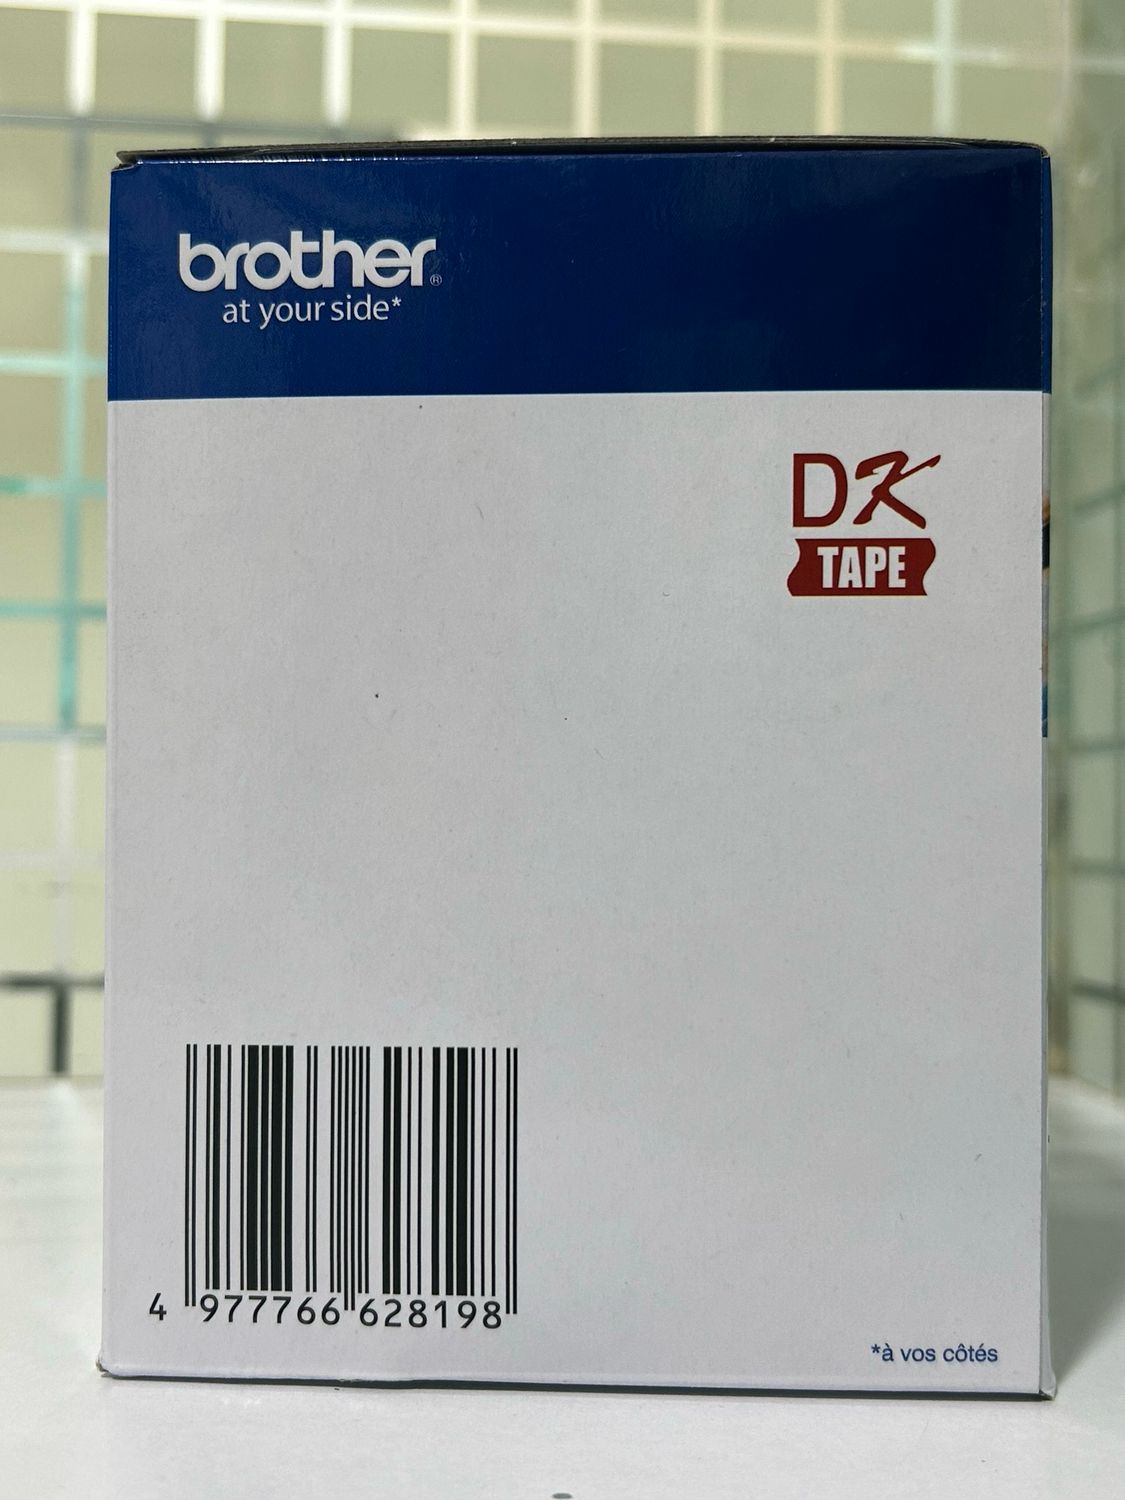 brother®
at your side*
DK
TAPE
4 977766 628198
*à vos côtés